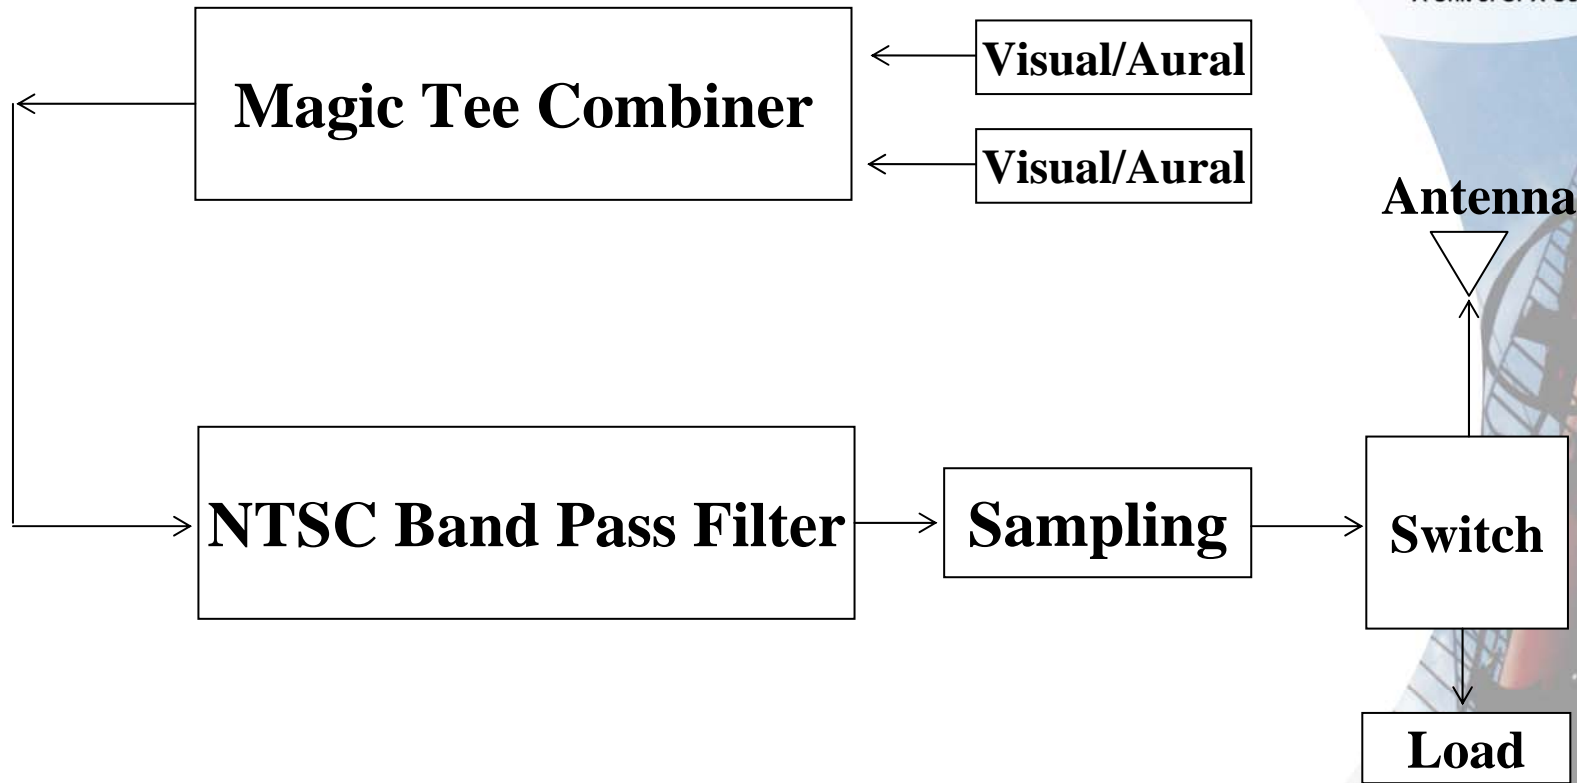 Visual/Aural
Magic Tee Combiner
Visual/Aural
Antenna
NTSC Band Pass Filter
Sampling
Switch
Load